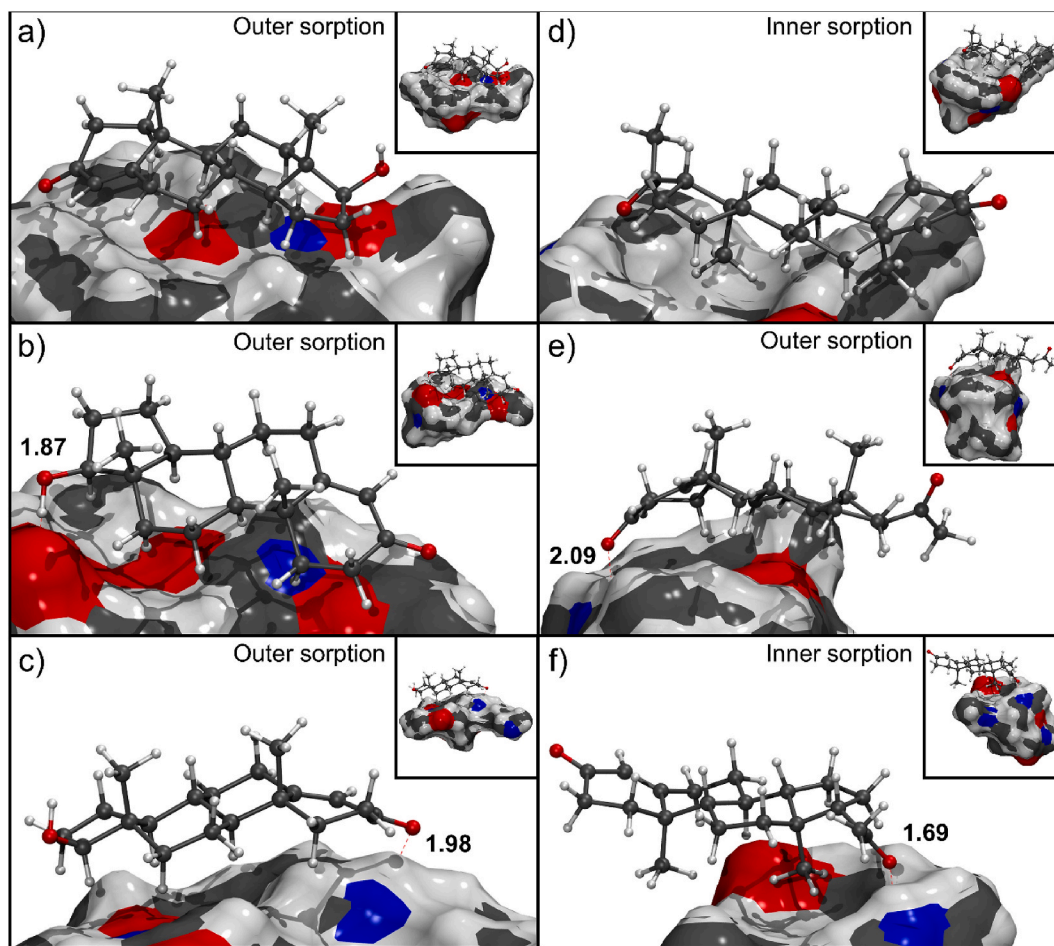 a) Outer sorption
d) Inner sorption
b) Outer sorption
1.87
e) Outer sorption
2.09
c) Outer sorption
1.98
f) Inner sorption
1.69